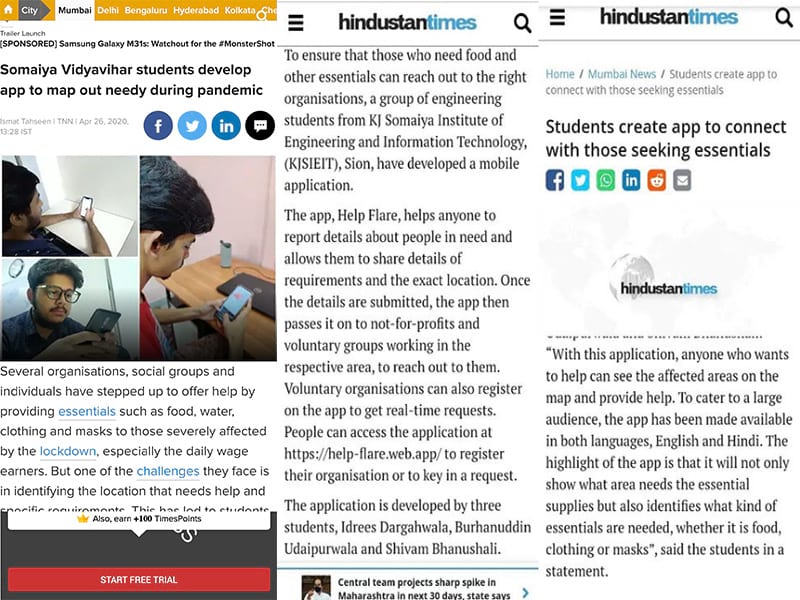 City
Mumbai Delhi Bengaluru Hyderabad Kolkata Che
Trailer Launch
[SPONSORED] Samsung Galaxy M31s: Watchout for the #MonsterShot
Somaiya Vidyavihar students develop
app to map out needy during pandemic
Ismat Tahseen | TNN | Apr 26, 2020,
13:28 IST
Several organisations, social groups and
individuals have stepped up to offer help by
providing essentials such as food, water,
clothing and masks to those severely affected
by the lockdown, especially the daily wage
earners. But one of the challenges they face is
in identifying the location that needs help and
specific requirements. This has led to students
Also, earn +100 TimesPoints
START FREE TRIAL
hindustantimes
To ensure that those who need food and
other essentials can reach out to the right
organisations, a group of engineering
students from KJ Somaiya Institute of
Engineering and Information Technology,
(KJSIEIT), Sion, have developed a mobile
application.
The app, Help Flare, helps anyone to
report details about people in need and
allows them to share details of
requirements and the exact location. Once
the details are submitted, the app then
passes it on to not-for-profits and
voluntary groups working in the
respective area, to reach out to them.
Voluntary organisations can also register
on the app to get real-time requests.
People can access the application at
https://help-flare.web.app/ to register
their organisation or to key in a request.
The application is developed by three
students, Idrees Dargahwala, Burhanuddin
Udaipurwala and Shivam Bhanushali.
Central team projects sharp spike in
Maharashtra in next 30 days, state says
hindustantimes
Home / Mumbai News / Students create app to
connect with those seeking essentials
Students create app to connect
with those seeking essentials
hindustantimes
Udaipurwala and Shivam Bhanushali.
“With this application, anyone who wants
to help can see the affected areas on the
map and provide help. To cater to a large
audience, the app has been made available
in both languages, English and Hindi. The
highlight of the app is that it will not only
show what area needs the essential
supplies but also identifies what kind of
essentials are needed, whether it is food,
clothing or masks”, said the students in a
statement.